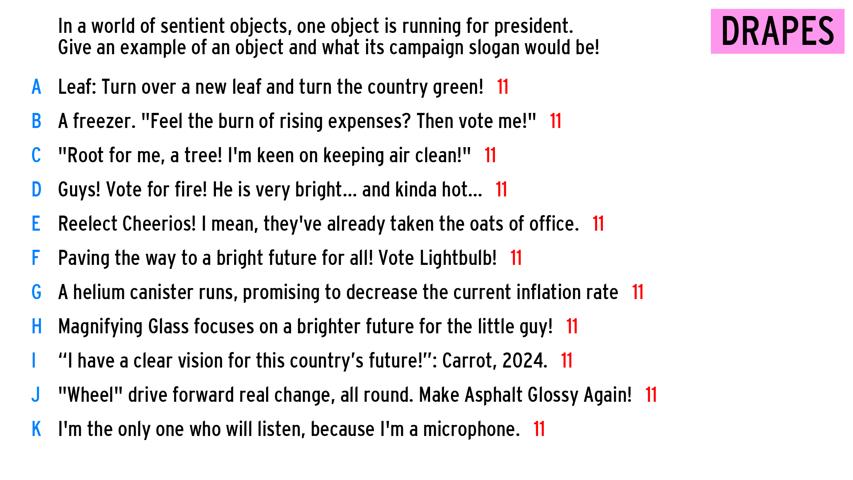 In a world of sentient objects, one object is running for president.
Give an example of an object and what its campaign slogan would be!
DRAPES
A Leaf: Turn over a new leaf and turn the country green! 11
B A freezer. "Feel the burn of rising expenses? Then vote me!" 11
C "Root for me, a tree! I'm keen on keeping air clean!" 11
D Guys! Vote for fire! He is very bright... and kinda hot... 11
E Reelect Cheerios! I mean, they've already taken the oats of office. 11
F Paving the way to a bright future for all! Vote Lightbulb! 11
G A helium canister runs, promising to decrease the current inflation rate 11
H Magnifying Glass focuses on a brighter future for the little guy! 11
I “I have a clear vision for this country’s future!”: Carrot, 2024. 11
J "Wheel" drive forward real change, all round. Make Asphalt Glossy Again! 11
K I'm the only one who will listen, because I'm a microphone. 11